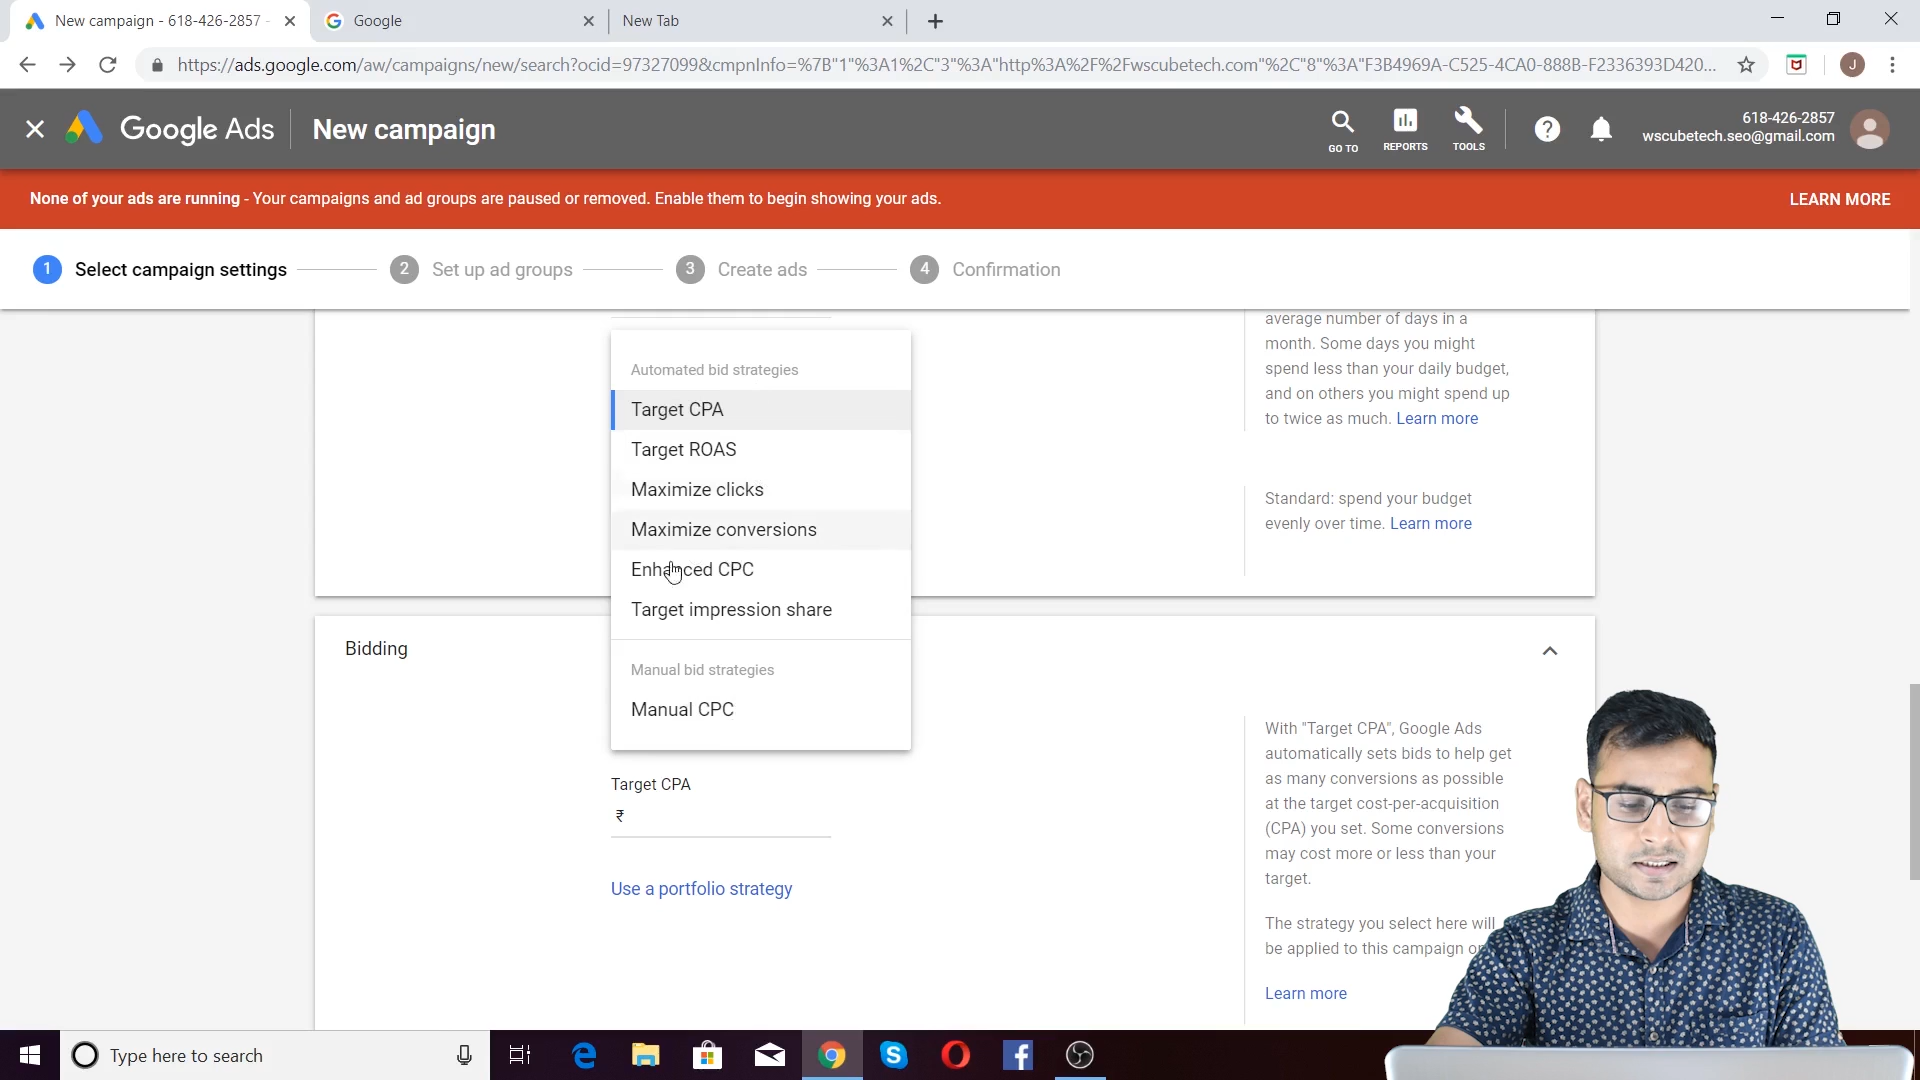 New campaign - 618-426-2857 -
Google
New Tab
https://ads.google.com/aw/campaigns/new/search?ocid=97327099&cmpnInfo=%7B"1"%3A1%2C"3"%3A"http%3A%2F%2Fwscubetech.com"%2C"8"%3A"F3B4969A-C525-4CA0-888B-F2336393D420...
J
Google Ads
New campaign
GO TO
REPORTS
TOOLS
618-426-2857
wscubetech.seo@gmail.com
None of your ads are running - Your campaigns and ad groups are paused or removed. Enable them to begin showing your ads.
LEARN MORE
1 Select campaign settings
2 Set up ad groups
3 Create ads
4 Confirmation
average number of days in a
month. Some days you might
spend less than your daily budget,
and on others you might spend up
to twice as much. Learn more
Standard: spend your budget
evenly over time. Learn more
Automated bid strategies
Target CPA
Target ROAS
Maximize clicks
Maximize conversions
Enhanced CPC
Target impression share
Manual bid strategies
Manual CPC
Bidding
Target CPA
₹
Use a portfolio strategy
With "Target CPA", Google Ads
automatically sets bids to help get
as many conversions as possible
at the target cost-per-acquisition
(CPA) you set. Some conversions
may cost more or less than your
target.
The strategy you select here will
be applied to this campaign
Learn more
Type here to search